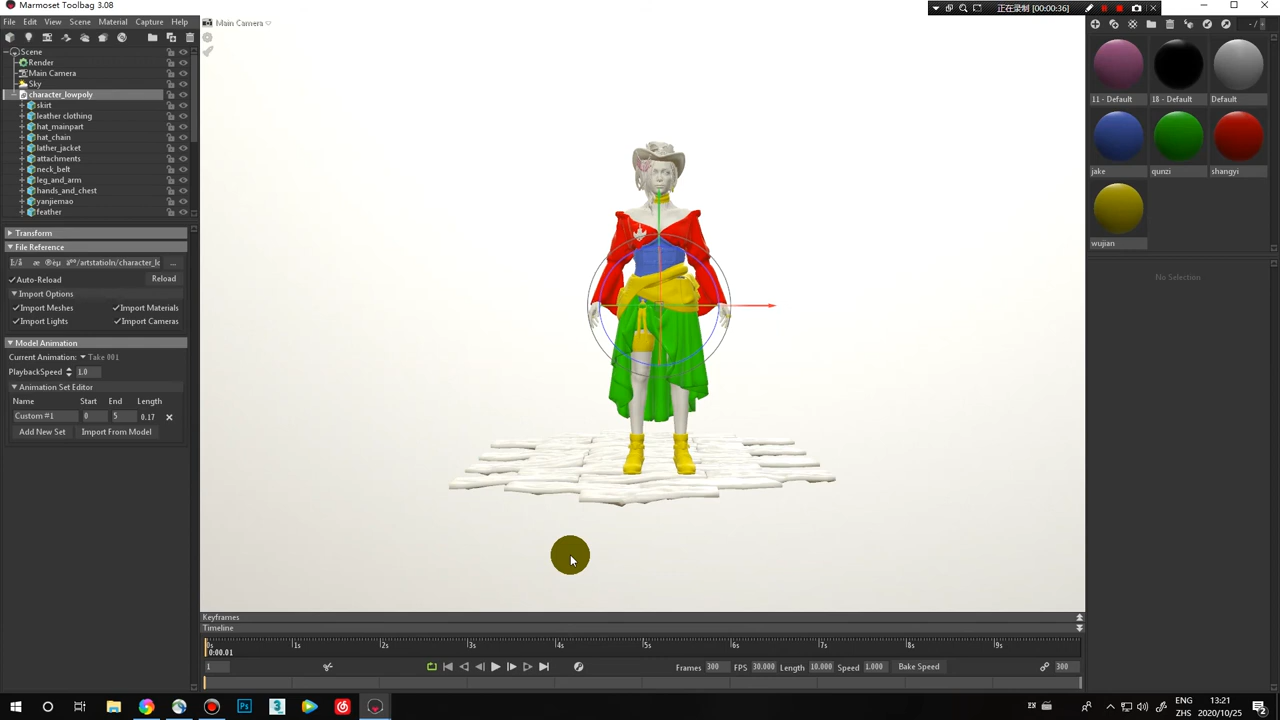 Marmoset Toolbag 3.08
正在录制 [00:00:36]
File Edit View Scene Material Capture Help
Main Camera
- / +
Scene
Render
Main Camera
Sky
character_lowpoly
skirt
leather clothing
hat_mainpart
hat_chain
lather_jacket
attachments
neck_belt
leg_and_arm
hands_and_chest
yanjiemao
feather
11 - Default
18 - Default
Default
jake
qunzi
shangyi
wujian
Transform
File Reference
...
Auto-Reload Reload
Import Options
Import Meshes Import Materials
Import Lights Import Cameras
Model Animation
Current Animation: Take 001
PlaybackSpeed 1.0
Animation Set Editor
Name Start End Length
Custom #1 0 5 0.17
Add New Set Import From Model
No Selection
Keyframes
Timeline
0s 1s 2s 3s 4s 5s 6s 7s 8s 9s
0:00.01
1
Frames 300 FPS 30.000 Length 10.000 Speed 1.000 Bake Speed 300
Ps
3
ENG
ZHS
13:21
2020/10/25
2